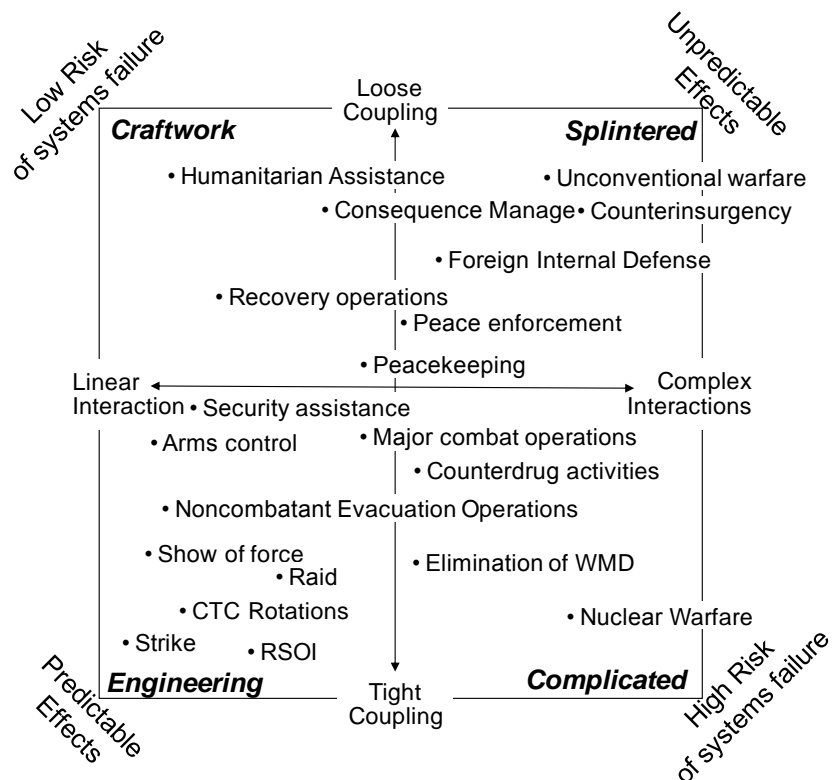 Low Risk
of systems failure
Unpredictable
Effects
Loose
Coupling
Craftwork
Splintered
• Humanitarian Assistance
• Unconventional warfare
• Consequence Manage
• Counterinsurgency
• Foreign Internal Defense
• Recovery operations
• Peace enforcement
• Peacekeeping
Linear
Interaction
Complex
Interactions
• Security assistance
• Arms control
• Major combat operations
• Counterdrug activities
• Noncombatant Evacuation Operations
• Show of force
• Elimination of WMD
• Raid
• CTC Rotations
• Nuclear Warfare
• Strike
• RSOI
Engineering
Complicated
Tight
Coupling
Predictable
Effects
High Risk
of systems failure